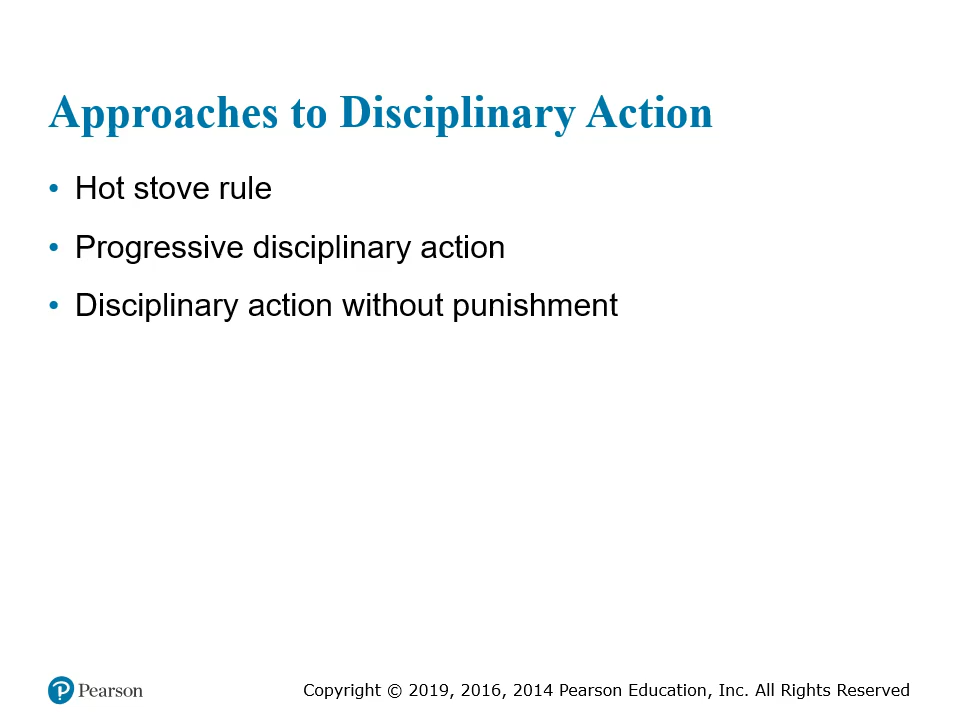 Approaches to Disciplinary Action
• Hot stove rule
• Progressive disciplinary action
• Disciplinary action without punishment
Pearson
Copyright © 2019, 2016, 2014 Pearson Education, Inc. All Rights Reserved